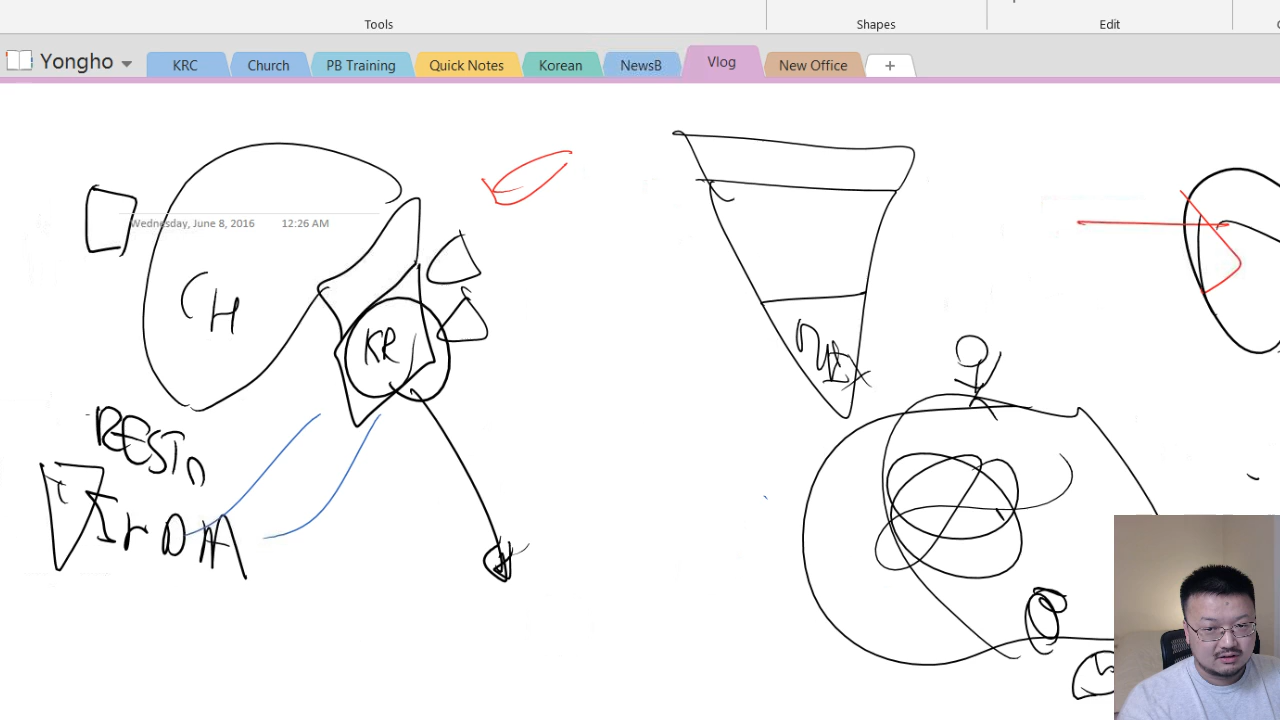 Tools Shapes Edit
Yongho KRC Church PB Training Quick Notes Korean NewsB Vlog New Office +
Wednesday, June 8, 2016 12:26 AM
CH
KR